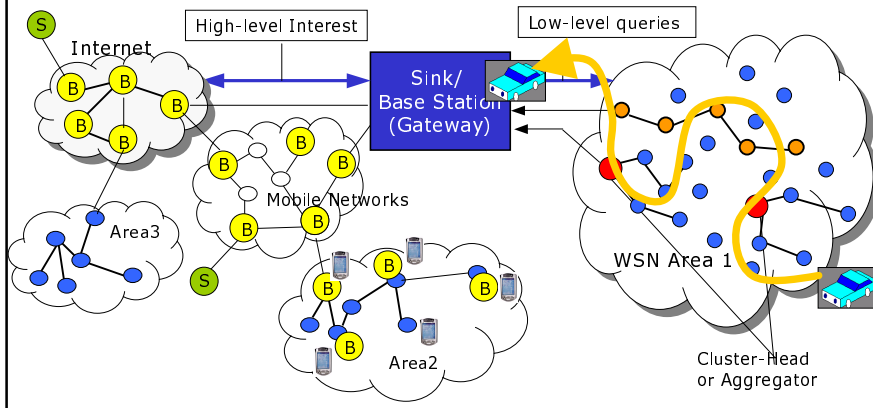 S
High-level Interest
Low-level queries
Internet
B
B
B
B
B
Sink/
Base Station
(Gateway)
B
B
B
B
B
Mobile Networks
Area3
S
WSN Area 1
B
B
B
B
Area2
Cluster-Head
or Aggregator